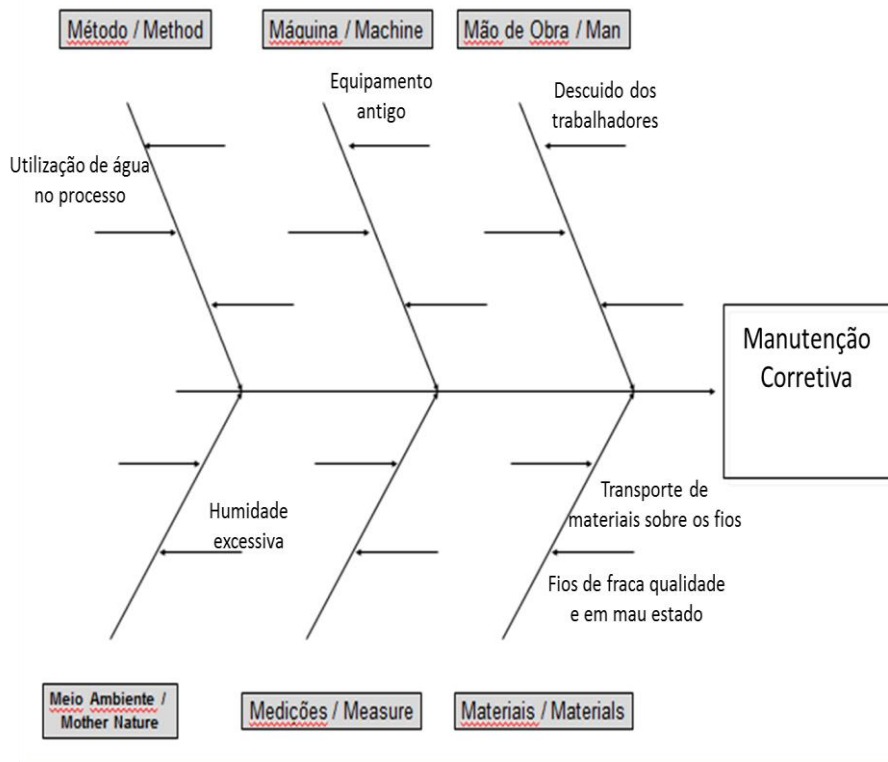 Método / Method
Máquina / Machine
Mão de Obra / Man
Equipamento
antigo
Descuido dos
trabalhadores
Utilização de água
no processo
Manutenção
Corretiva
Humidade
excessiva
Transporte de
materiais sobre os fios
Fios de fraca qualidade
e em mau estado
Meio Ambiente /
Mother Nature
Medições / Measure
Materiais / Materials